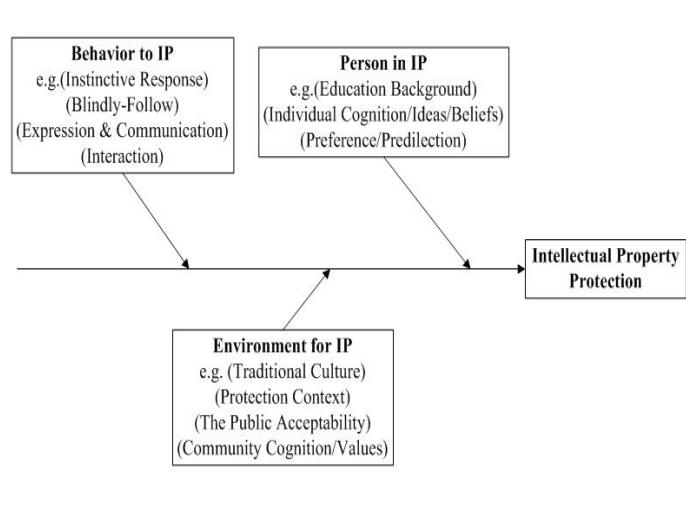 Behavior to IP
e.g.(Instinctive Response)
(Blindly-Follow)
(Expression & Communication)
(Interaction)
Person in IP
e.g.(Education Background)
(Individual Cognition/Ideas/Beliefs)
(Preference/Predilection)
Intellectual Property
Protection
Environment for IP
e.g. (Traditional Culture)
(Protection Context)
(The Public Acceptability)
(Community Cognition/Values)